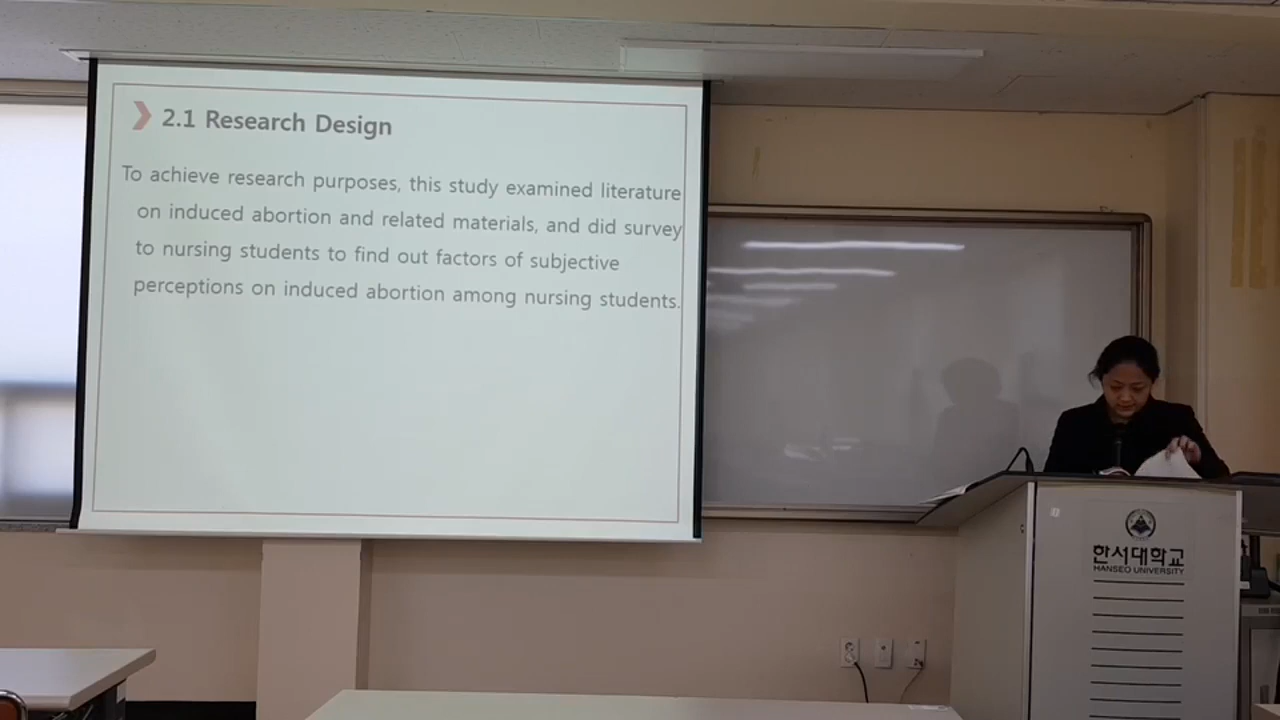 2.1 Research Design
To achieve research purposes, this study examined literature
on induced abortion and related materials, and did survey
to nursing students to find out factors of subjective
perceptions on induced abortion among nursing students.
한서대학교
HANSEO UNIVERSITY